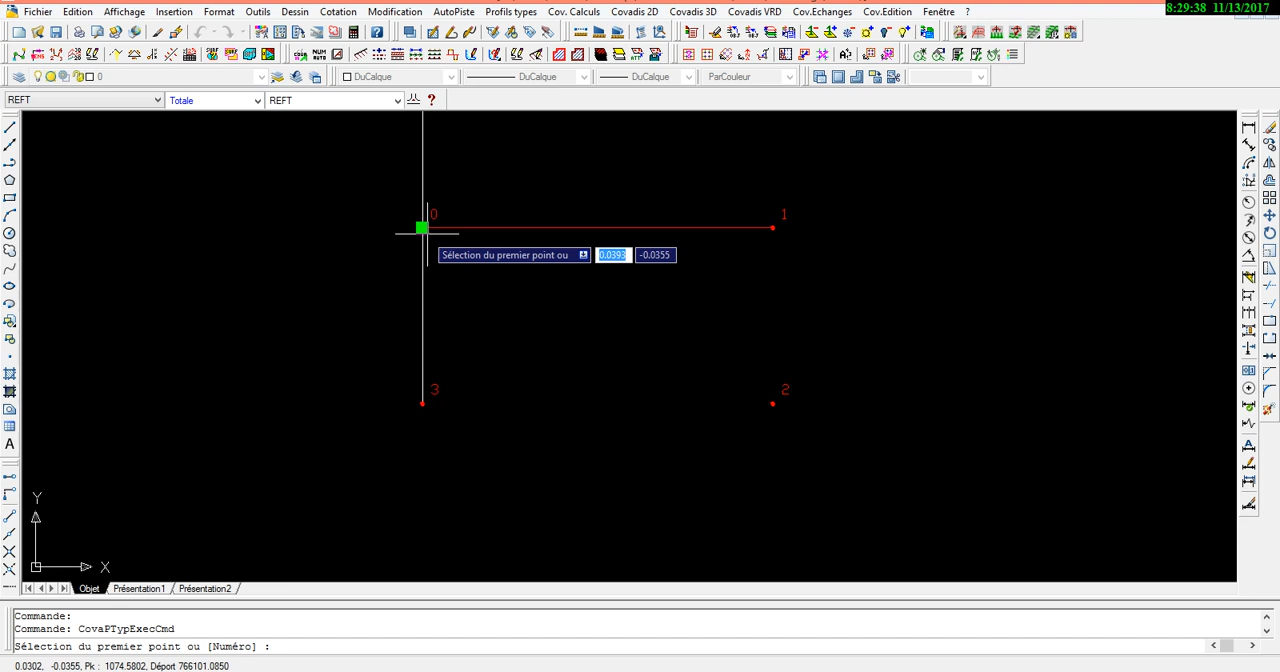 8:29:38 11/13/2017
Fichier Edition Affichage Insertion Format Outils Dessin Cotation Modification AutoPiste Profils types Cov. Calculs Covadis 2D Covadis 3D Covadis VRD Cov.Echanges Cov.Edition Fenêtre ?
0 DuCalque DuCalque DuCalque ParCouleur
REFT Totale REFT ?
0 1
Sélection du premier point ou 0.0393 -0.0355
3 2
Y
X
A
Objet Présentation1 Présentation2
Commande:
Commande: CovaPTypExecCmd
Sélection du premier point ou [Numéro] :
0.0302, -0.0355, Pk : 1074.5802, Déport 766101.0850